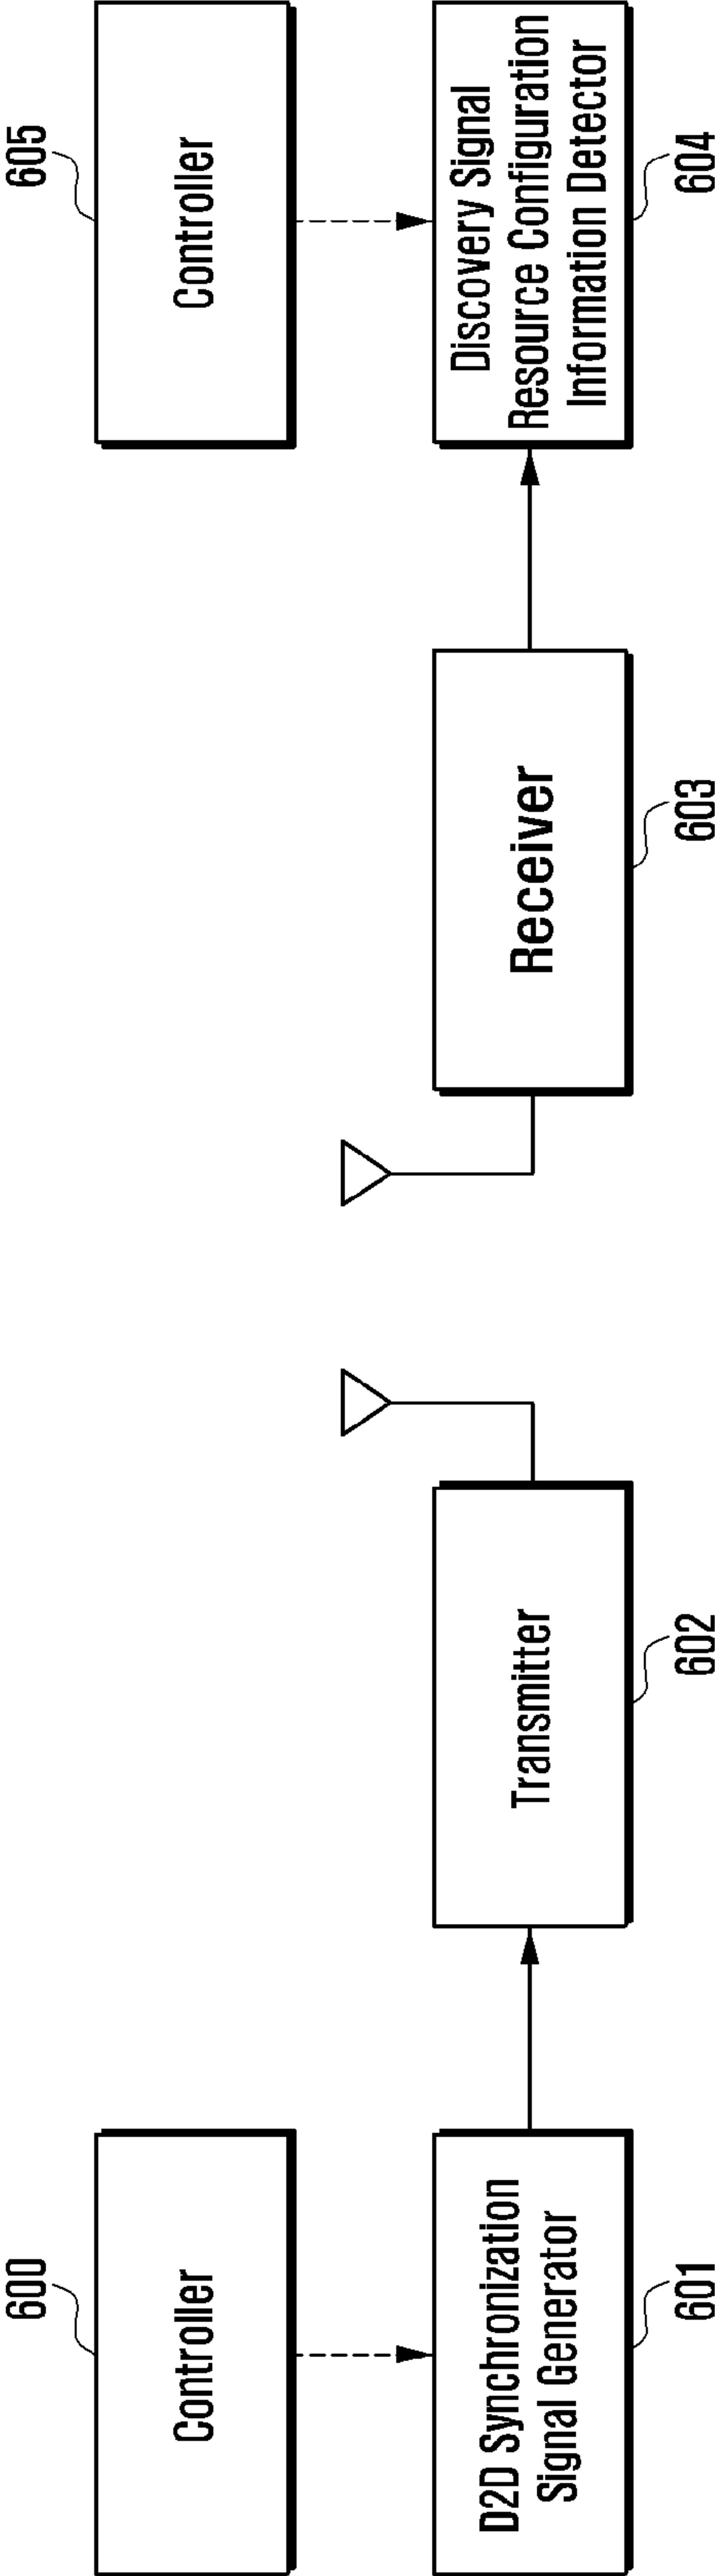 600
Controller
D2D Synchronization
Signal Generator
601
Transmitter
602
Receiver
603
605
Controller
Discovery Signal
Resource Configuration
Information Detector
604